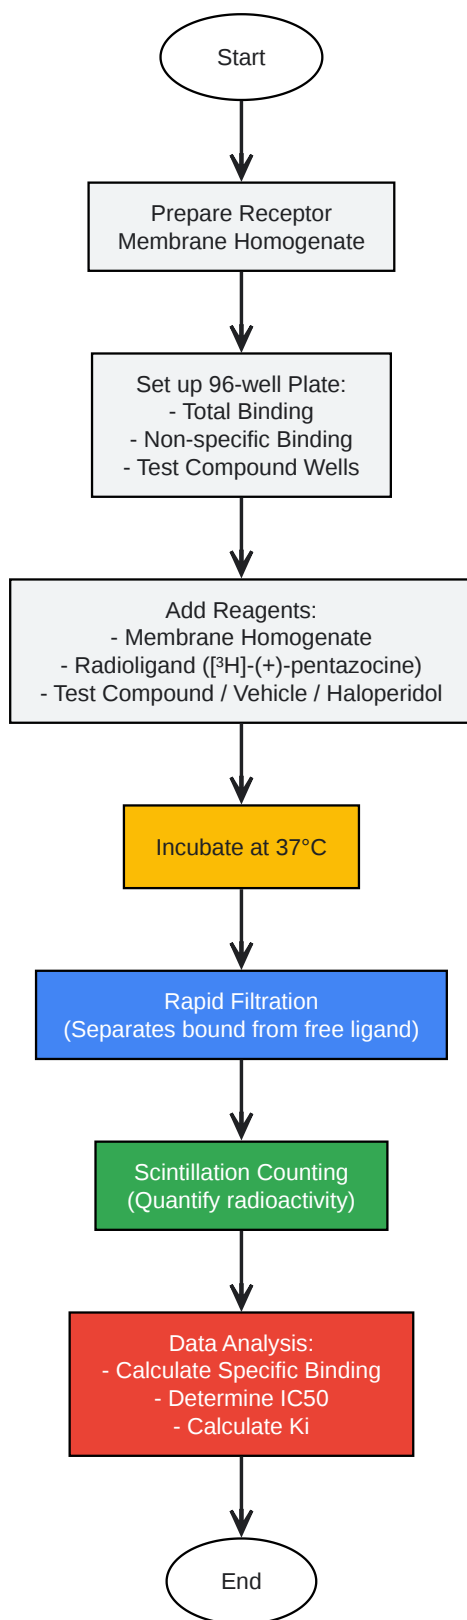 Start
Prepare Receptor
Membrane Homogenate
Set up 96-well Plate:
- Total Binding
- Non-specific Binding
- Test Compound Wells
Add Reagents:
- Membrane Homogenate
- Radioligand ([³H]-(+)-pentazocine)
- Test Compound / Vehicle / Haloperidol
Incubate at 37°C
Rapid Filtration
(Separates bound from free ligand)
Scintillation Counting
(Quantify radioactivity)
Data Analysis:
- Calculate Specific Binding
- Determine IC50
- Calculate Ki
End